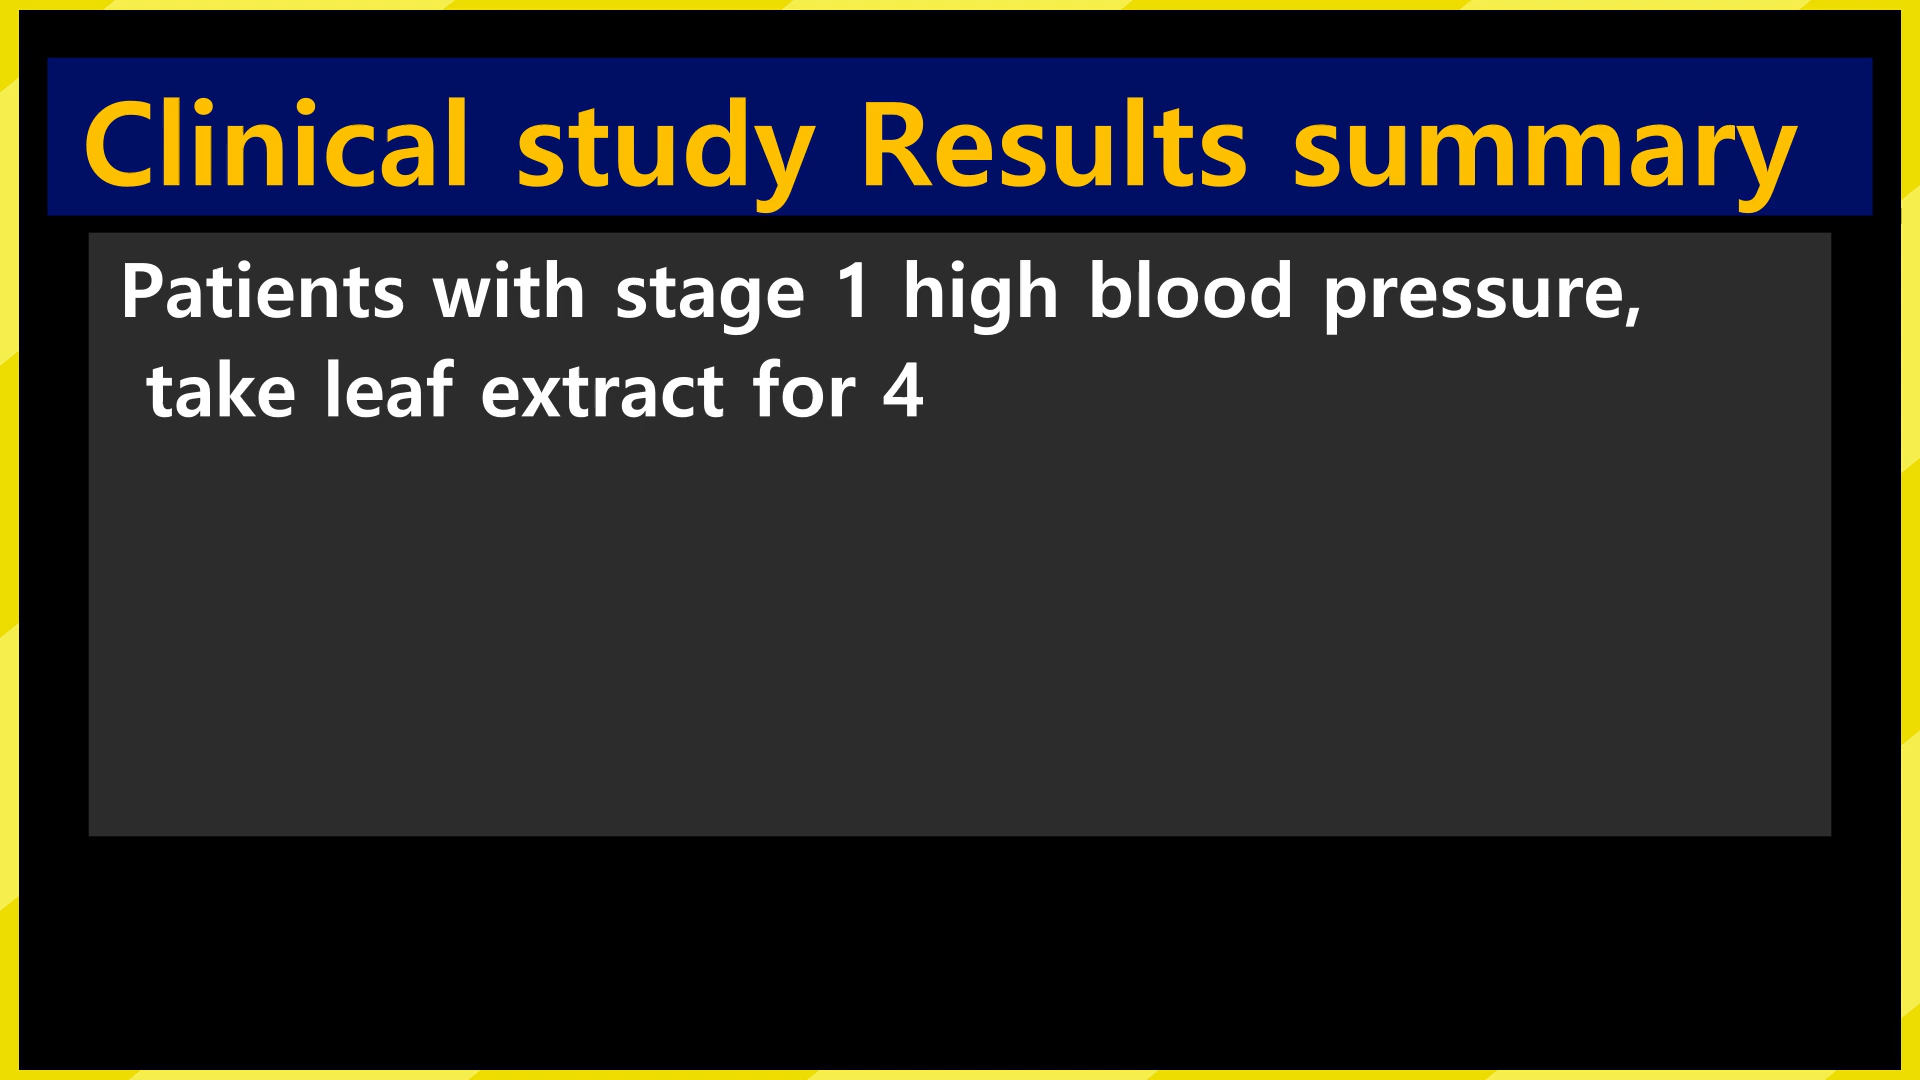 Clinical study Results summary
Patients with stage 1 high blood pressure,
take leaf extract for 4